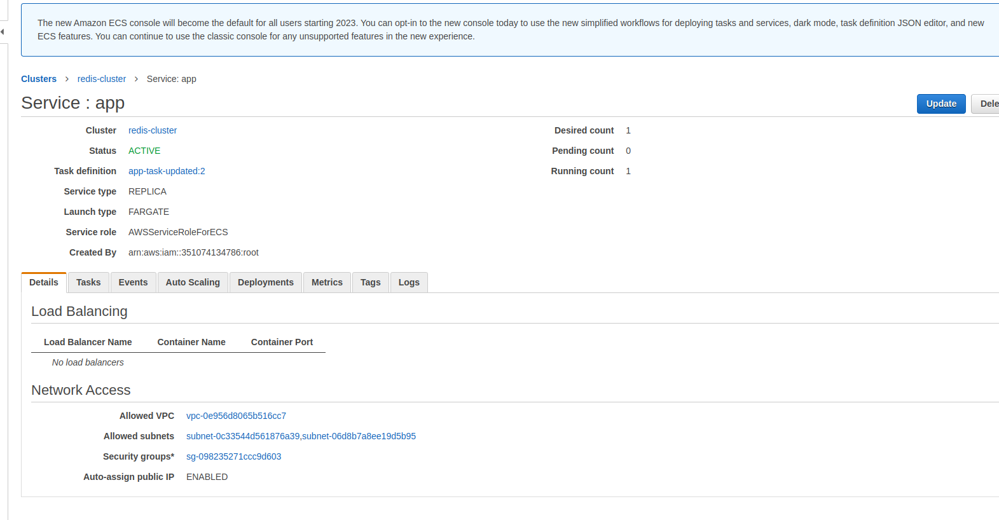 The new Amazon ECS console will become the default for all users starting 2023. You can opt-in to the new console today to use the new simplified workflows for deploying tasks and services, dark mode, task definition JSON editor, and new
ECS features. You can continue to use the classic console for any unsupported features in the new experience.
Clusters > redis-cluster > Service: app
Service : app
Update Dele
Cluster redis-cluster
Desired count 1
Status ACTIVE
Pending count 0
Task definition app-task-updated:2
Running count 1
Service type REPLICA
Launch type FARGATE
Service role AWSServiceRoleForECS
Created By arn:aws:iam::351074134786:root
Details Tasks Events Auto Scaling Deployments Metrics Tags Logs
Load Balancing
Load Balancer Name Container Name Container Port
No load balancers
Network Access
Allowed VPC vpc-0e956d8065b516cc7
Allowed subnets subnet-0c33544d561876a39,subnet-06d8b7a8ee19d5b95
Security groups* sg-098235271ccc9d603
Auto-assign public IP ENABLED